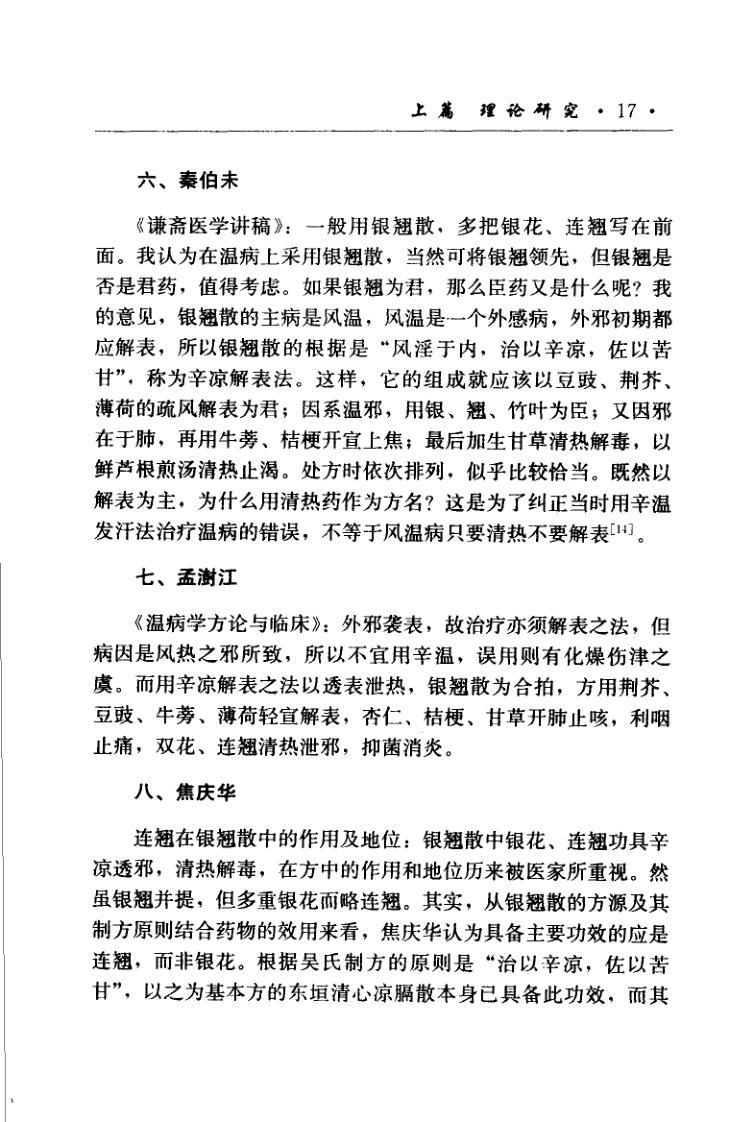 上篇 理论研究 · 17 ·
六、秦伯未
《谦斋医学讲稿》：一般用银翘散，多把银花、连翘写在前
面。我认为在温病上采用银翘散，当然可将银翘领先，但银翘是
否是君药，值得考虑。如果银翘为君，那么臣药又是什么呢？我
的意见，银翘散的主病是风温，风温是一个外感病，外邪初期都
应解表，所以银翘散的根据是“风淫于内，治以辛凉，佐以苦
甘”，称为辛凉解表法。这样，它的组成就应该以豆豉、荆芥、
薄荷的疏风解表为君；因系温邪，用银、翘、竹叶为臣；又因邪
在于肺，再用牛蒡、桔梗开宣上焦；最后加生甘草清热解毒，以
鲜芦根煎汤清热止渴。处方时依次排列，似乎比较恰当。既然以
解表为主，为什么用清热药作为方名？这是为了纠正当时用辛温
发汗法治疗温病的错误，不等于风温病只要清热不要解表[14]。
七、孟澍江
《温病学方论与临床》：外邪袭表，故治疗亦须解表之法，但
病因是风热之邪所致，所以不宜用辛温，误用则有化燥伤津之
虞。而用辛凉解表之法以透表泄热，银翘散为合拍，方用荆芥、
豆豉、牛蒡、薄荷轻宣解表，杏仁、桔梗、甘草开肺止咳，利咽
止痛，双花、连翘清热泄邪，抑菌消炎。
八、焦庆华
连翘在银翘散中的作用及地位：银翘散中银花、连翘功具辛
凉透邪，清热解毒，在方中的作用和地位历来被医家所重视。然
虽银翘并提，但多重银花而略连翘。其实，从银翘散的方源及其
制方原则结合药物的效用来看，焦庆华认为具备主要功效的应是
连翘，而非银花。根据吴氏制方的原则是“治以辛凉，佐以苦
甘”，以之为基本方的东垣清心凉膈散本身已具备此功效，而其